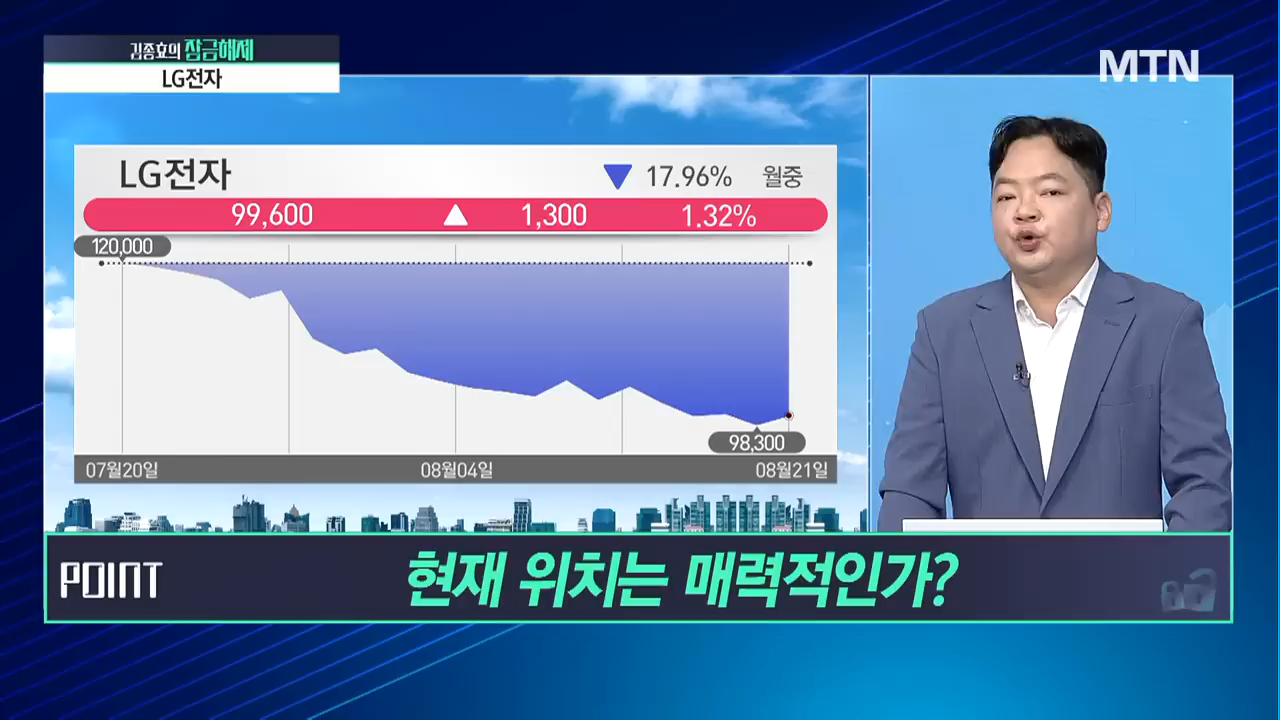 김종효의 잠금해제
LG전자
MTN
LG전자 ▼ 17.96% 월중
99,600 ▲ 1,300 1.32%
120,000
98,300
07월20일 08월04일 08월21일
POINT 현재 위치는 매력적인가?